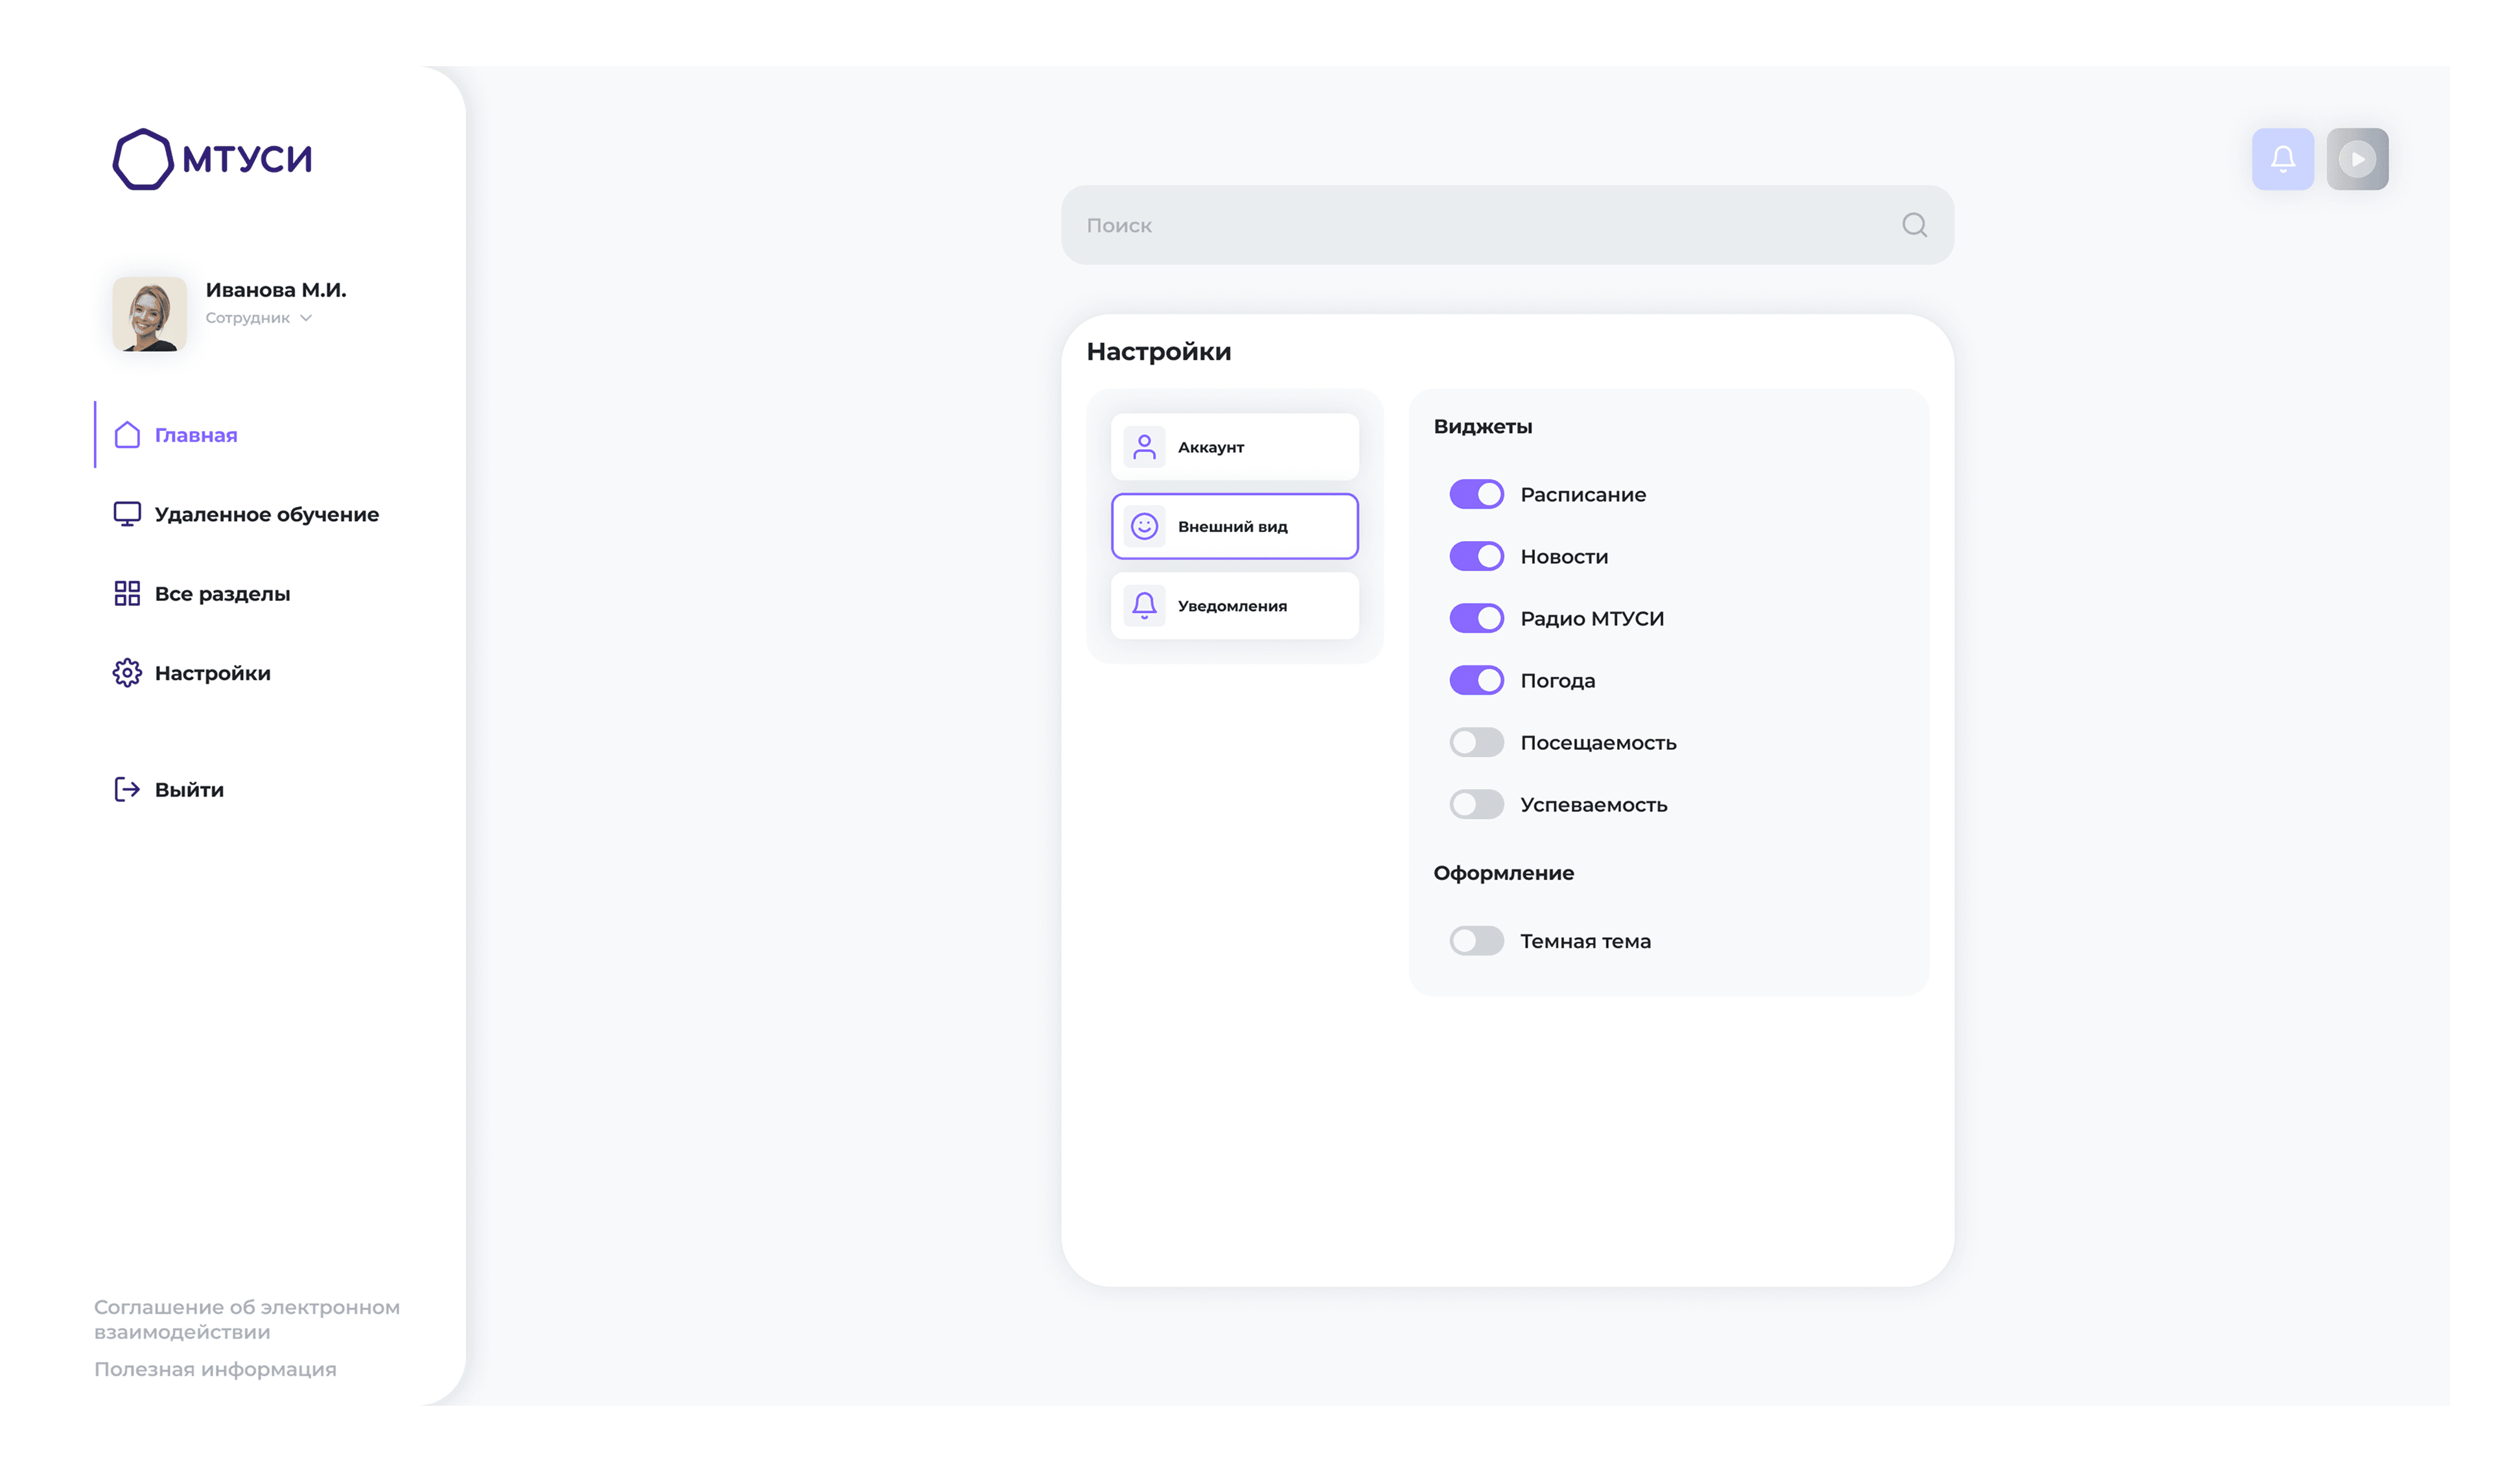 МТУСИ
Иванова М.И.
Сотрудник
Главная
Удаленное обучение
Все разделы
Настройки
Выйти
Соглашение об электронном
взаимодействии
Полезная информация
Поиск
Настройки
Аккаунт
Внешний вид
Уведомления
Виджеты
Расписание
Новости
Радио МТУСИ
Погода
Посещаемость
Успеваемость
Оформление
Темная тема